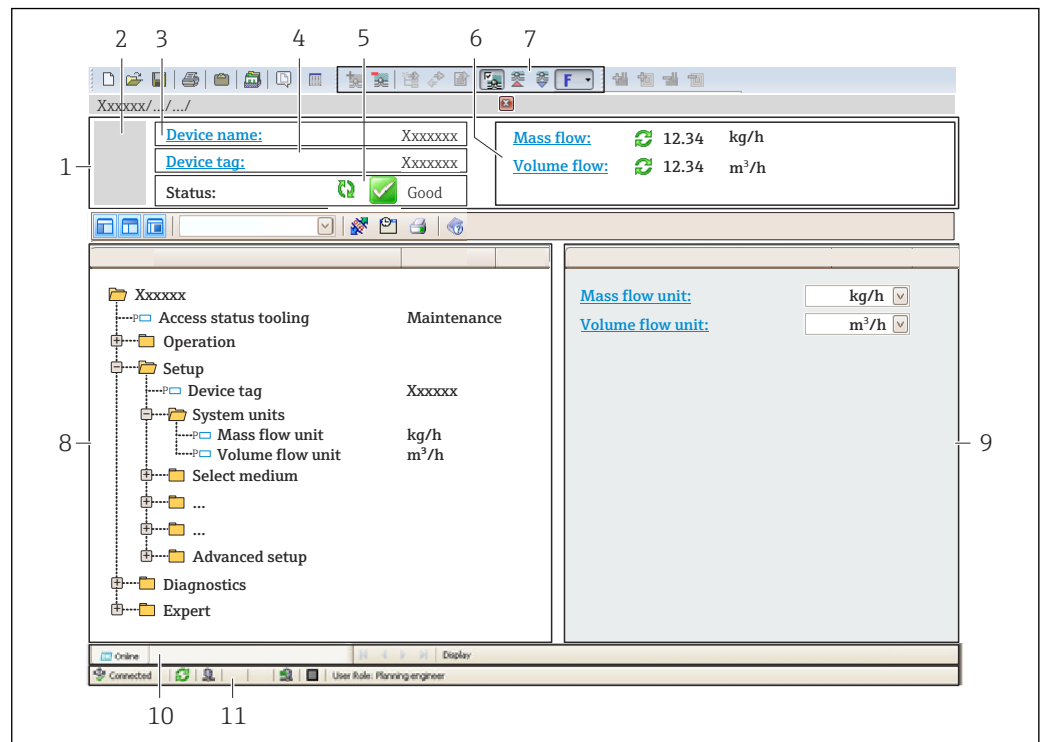 2 3 4 5 6 7
F
Xxxxxx/.../.../
Device name: Xxxxxxx
Device tag: Xxxxxxx
Status: Good
Mass flow: 12.34 kg/h
Volume flow: 12.34 m³/h
1
Xxxxxx
P Access status tooling Maintenance
Operation
Setup
P Device tag Xxxxxx
System units
P Mass flow unit kg/h
P Volume flow unit m³/h
Select medium
...
...
Advanced setup
Diagnostics
Expert
8
Mass flow unit: kg/h
Volume flow unit: m³/h
9
Online Display
Connected User Role: Planning engineer
10 11